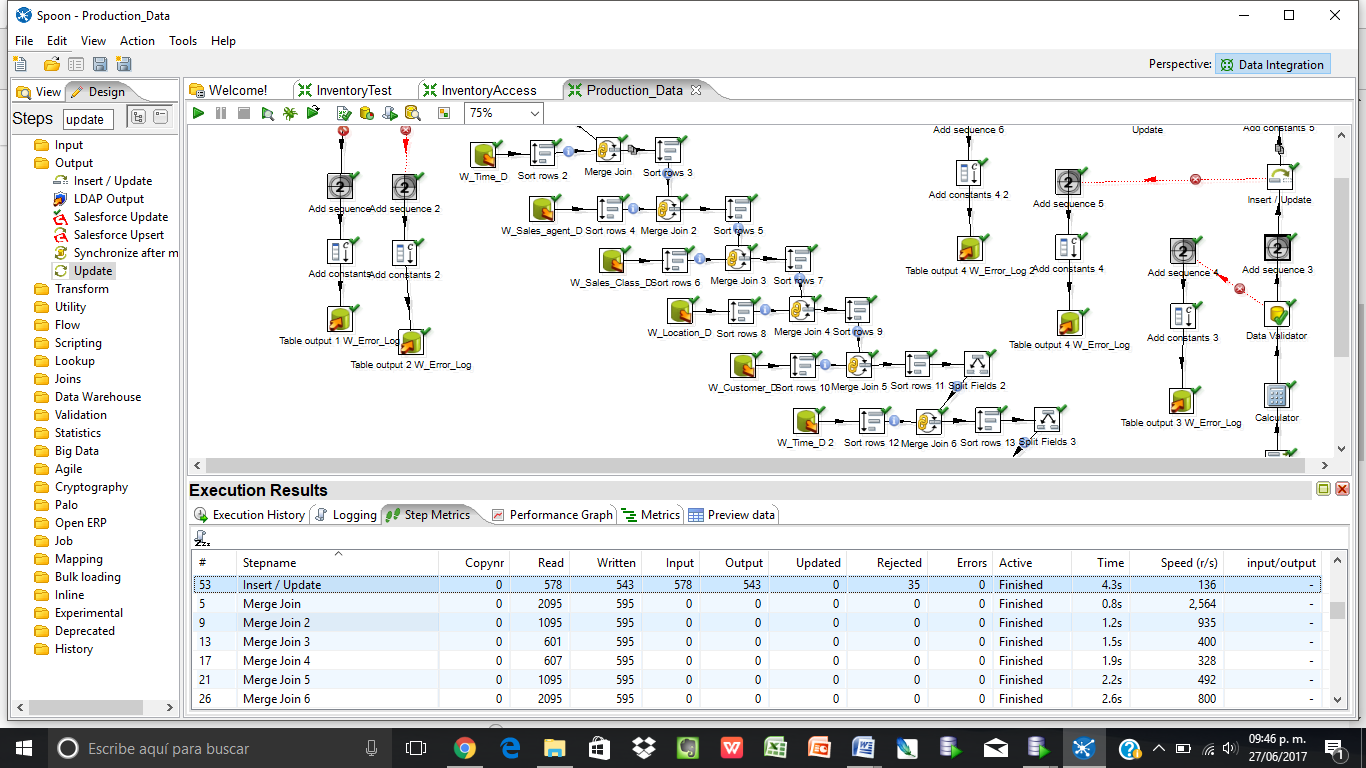 Spoon - Production_Data
File Edit View Action Tools Help
Perspective: Data Integration
View Design
Steps update
Input
Output
Insert / Update
LDAP Output
Salesforce Update
Salesforce Upsert
Synchronize after m
Update
Transform
Utility
Flow
Scripting
Lookup
Joins
Data Warehouse
Validation
Statistics
Big Data
Agile
Cryptography
Palo
Open ERP
Job
Mapping
Bulk loading
Inline
Experimental
Deprecated
History
Welcome! InventoryTest InventoryAccess Production_Data
75%
Add sequence 6 Update Add constants 5
W_Time_D Sort rows 2 Merge Join Sort rows 3
Add constants 4 2
Add sequence Add sequence 2
Add sequence 5 Insert / Update
W_Sales_agent_D Sort rows 4 Merge Join 2 Sort rows 5
Add constants Add constants 2
W_Sales_Class_D Sort rows 6 Merge Join 3 Sort rows 7
Table output 4 W_Error_Log 2 Add constants 4 Add sequence 4 Add sequence 3
W_Location_D Sort rows 8 Merge Join 4 Sort rows 9
Table output 1 W_Error_Log
Table output 4 W_Error_Log Add constants 3 Data Validator
Table output 2 W_Error_Log
W_Customer_D Sort rows 10 Merge Join 5 Sort rows 11 Split Fields 2
Table output 3 W_Error_Log Calculator
W_Time_D 2 Sort rows 12 Merge Join 6 Sort rows 13 Split Fields 3
Execution Results
Execution History Logging Step Metrics Performance Graph Metrics Preview data
# Stepname Copynr Read Written Input Output Updated Rejected Errors Active Time Speed (r/s) input/output
53 Insert / Update 0 578 543 578 543 0 35 0 Finished 4.3s 136 -
5 Merge Join 0 2095 595 0 0 0 0 0 Finished 0.8s 2,564 -
9 Merge Join 2 0 1095 595 0 0 0 0 0 Finished 1.2s 935 -
13 Merge Join 3 0 601 595 0 0 0 0 0 Finished 1.5s 400 -
17 Merge Join 4 0 607 595 0 0 0 0 0 Finished 1.9s 328 -
21 Merge Join 5 0 1095 595 0 0 0 0 0 Finished 2.2s 492 -
26 Merge Join 6 0 2095 595 0 0 0 0 0 Finished 2.6s 800 -
Escribe aquí para buscar
09:46 p. m.
27/06/2017